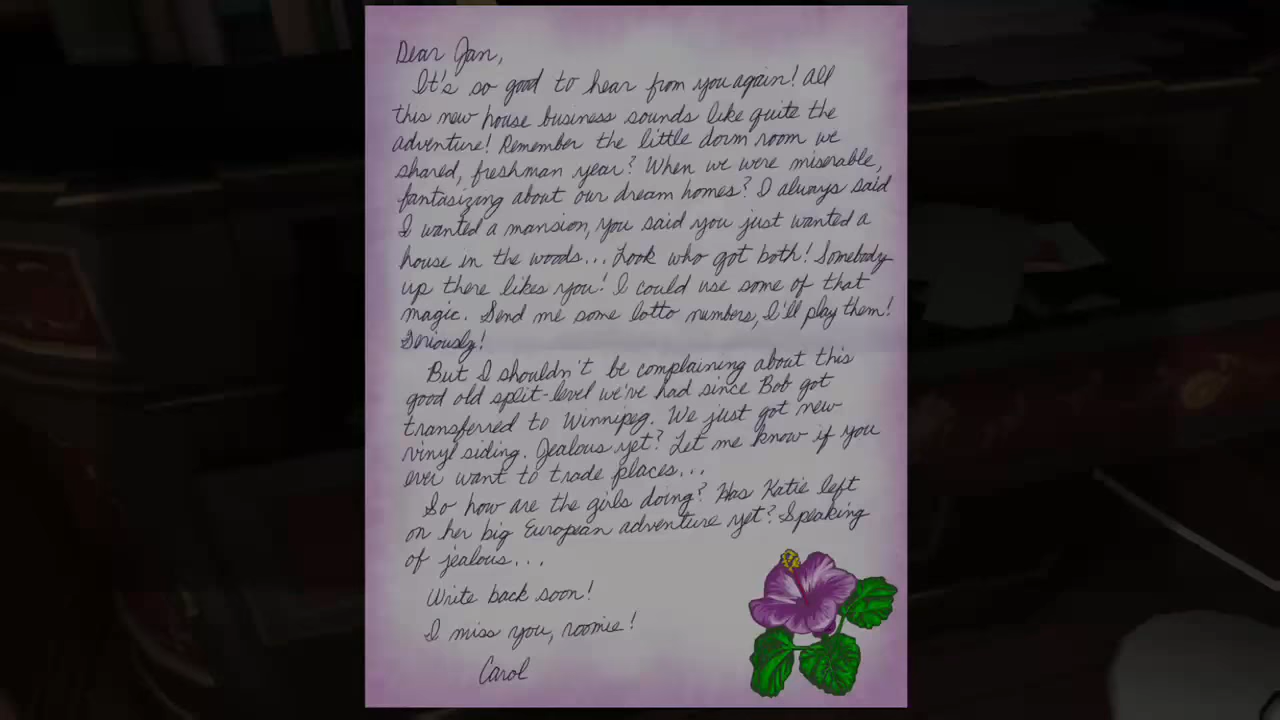 Dear Jan,
It's so good to hear from you again! All
this new house business sounds like quite the
adventure! Remember the little dorm room we
shared, freshman year? When we were miserable,
fantasizing about our dream homes? I always said
I wanted a mansion, you said you just wanted a
house in the woods... Look who got both! Somebody
up there likes you! I could use some of that
magic. Send me some lotto numbers, I'll play them!
Seriously!
But I shouldn't be complaining about this
good old split-level we've had since Bob got
transferred to Winnipeg. We just got new
vinyl siding. Jealous yet? Let me know if you
ever want to trade places...
So how are the girls doing? Has Katie left
on her big European adventure yet? Speaking
of jealous...
Write back soon!
I miss you, roomie!
Carol